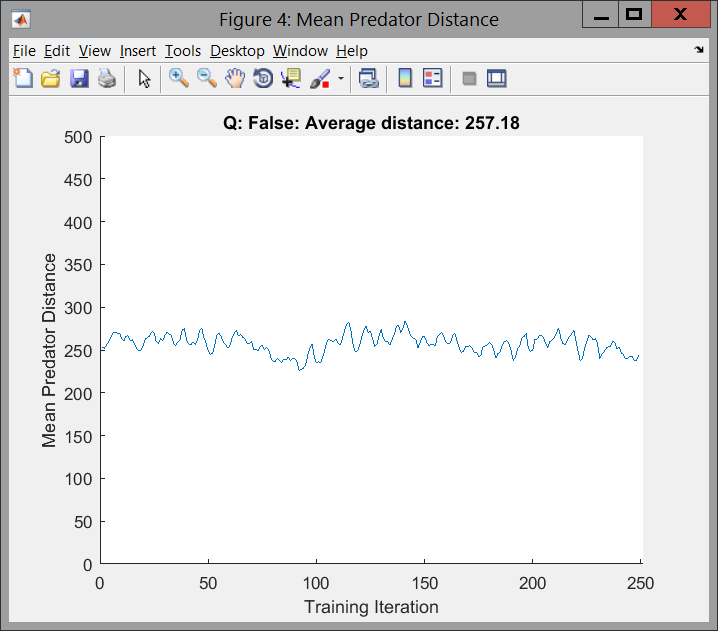 Figure 4: Mean Predator Distance
X
File Edit View Insert Tools Desktop Window Help
Q: False: Average distance: 257.18
500
450
400
350
300
250
200
150
100
50
0
Mean Predator Distance
0 50 100 150 200 250
Training Iteration